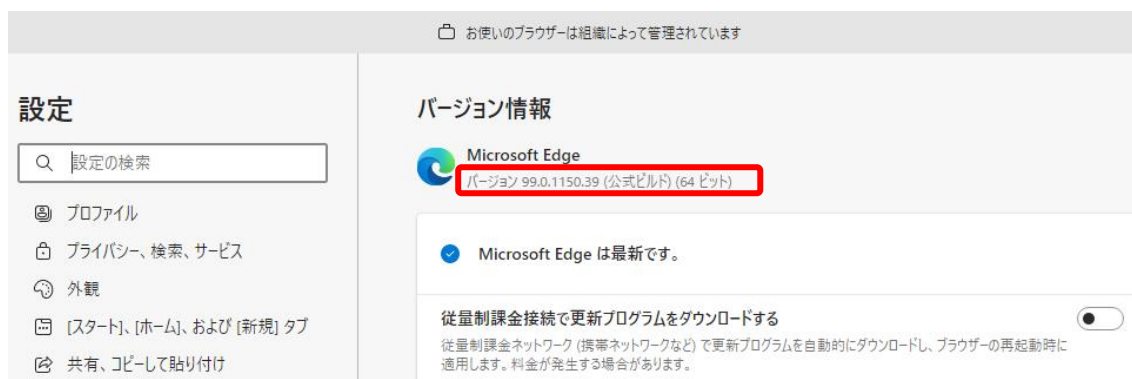 お使いのブラウザーは組織によって管理されています
設定
設定の検索
プロファイル
プライバシー、検索、サービス
外観
[スタート]、[ホーム]、および [新規] タブ
共有、コピーして貼り付け
バージョン情報
Microsoft Edge
バージョン 99.0.1150.39 (公式ビルド) (64 ビット)
Microsoft Edge は最新です。
従量制課金接続で更新プログラムをダウンロードする
従量制課金ネットワーク (携帯ネットワークなど) で更新プログラムを自動的にダウンロードし、ブラウザーの再起動時に
適用します。料金が発生する場合があります。